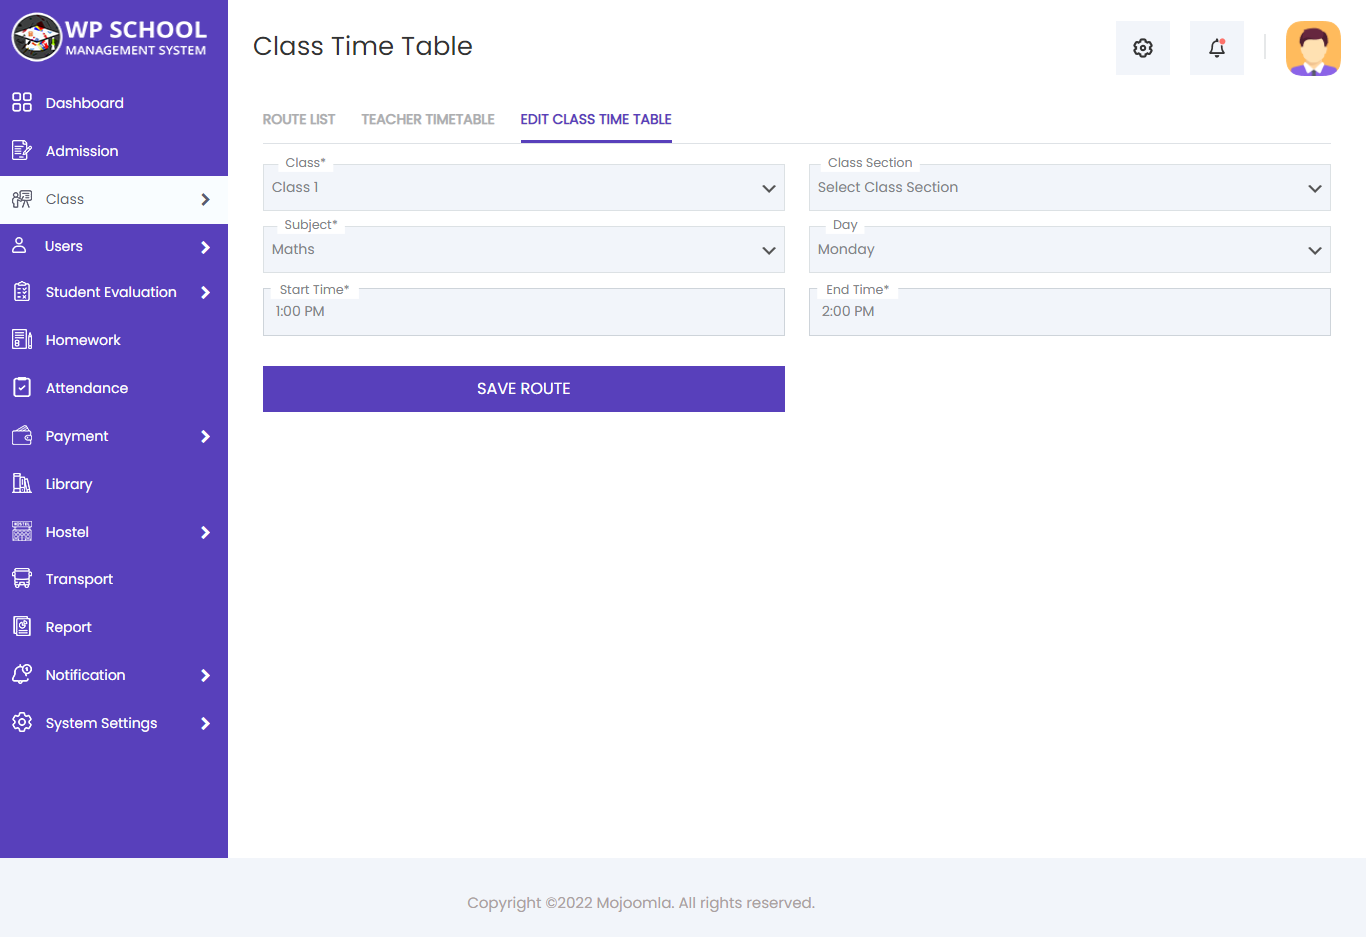 WP SCHOOL
MANAGEMENT SYSTEM
Dashboard
Admission
Class
Users
Student Evaluation
Homework
Attendance
Payment
Library
Hostel
Transport
Report
Notification
System Settings
Class Time Table
ROUTE LIST TEACHER TIMETABLE EDIT CLASS TIME TABLE
Class*
Class 1
Class Section
Select Class Section
Subject*
Maths
Day
Monday
Start Time*
1:00 PM
End Time*
2:00 PM
SAVE ROUTE
Copyright ©2022 Mojoomla. All rights reserved.